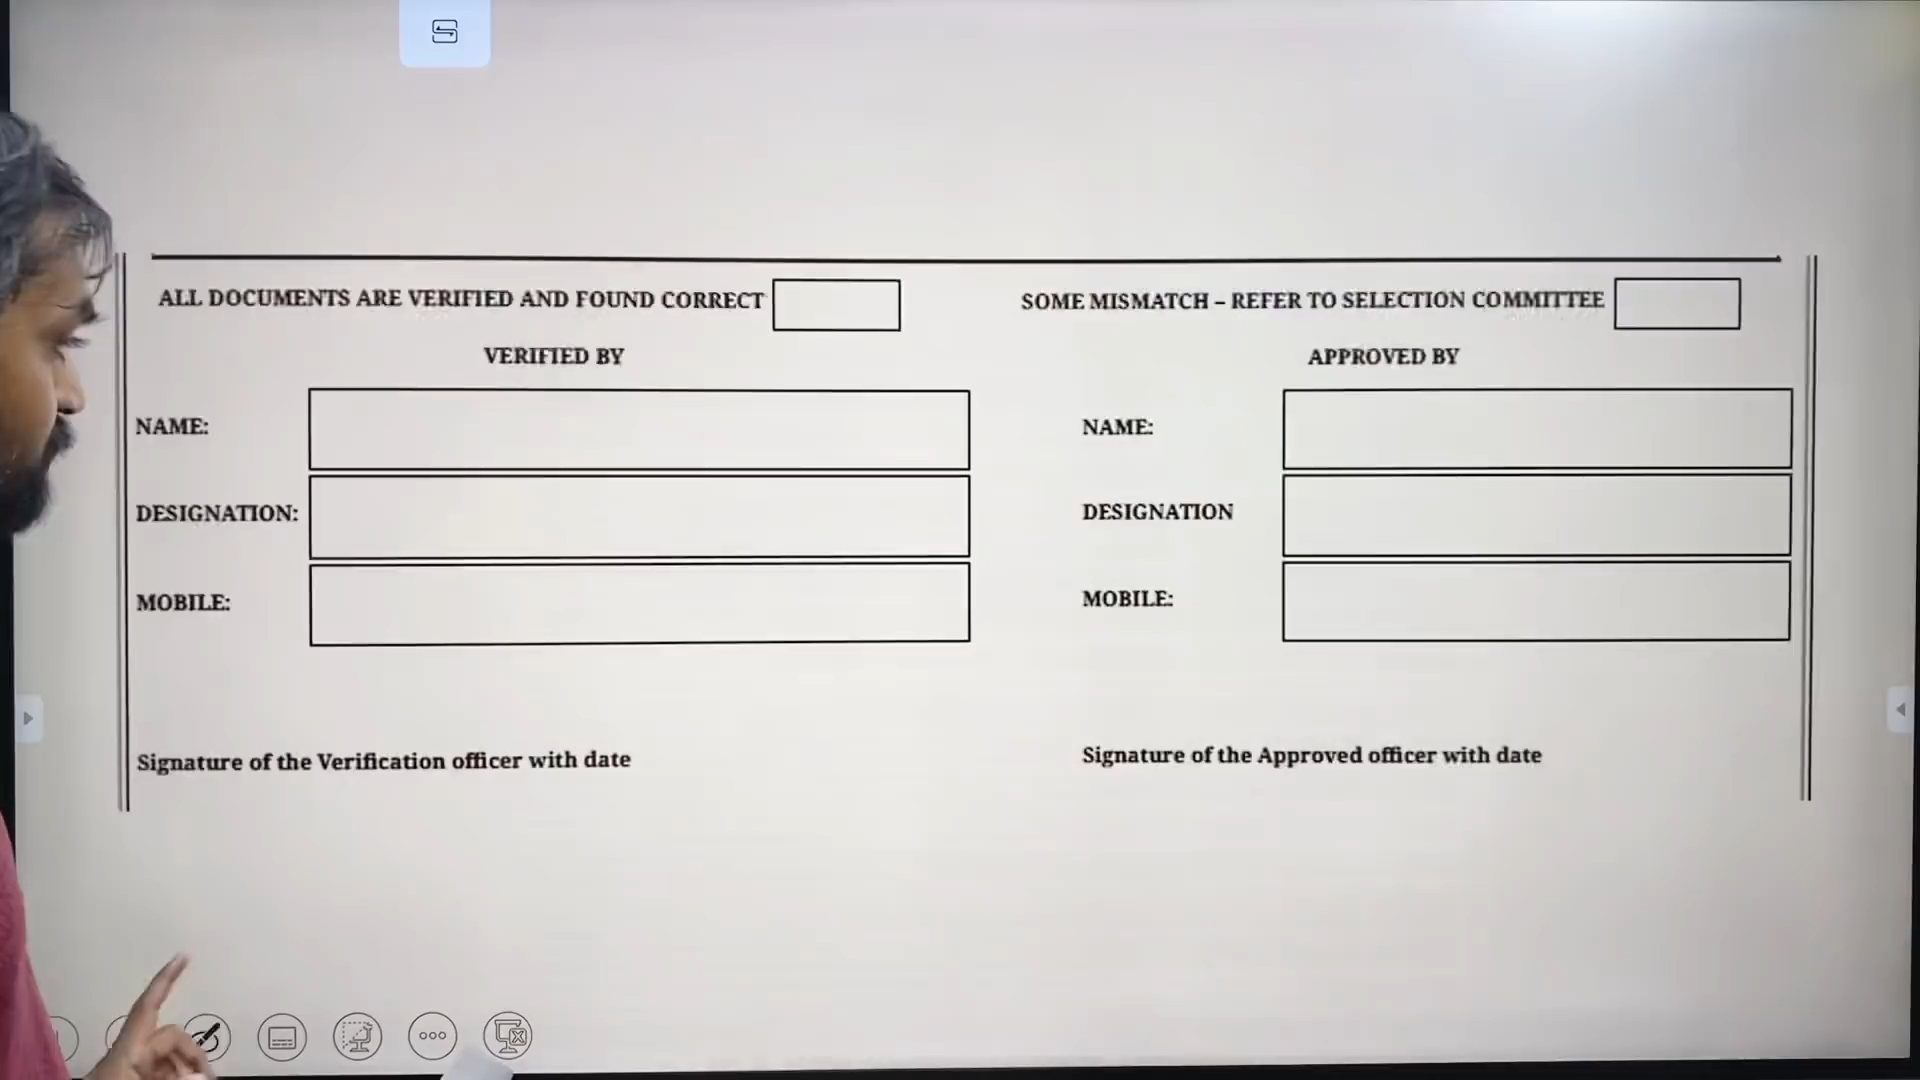 ALL DOCUMENTS ARE VERIFIED AND FOUND CORRECT
SOME MISMATCH – REFER TO SELECTION COMMITTEE
VERIFIED BY
APPROVED BY
NAME:
NAME:
DESIGNATION:
DESIGNATION
MOBILE:
MOBILE:
Signature of the Verification officer with date
Signature of the Approved officer with date